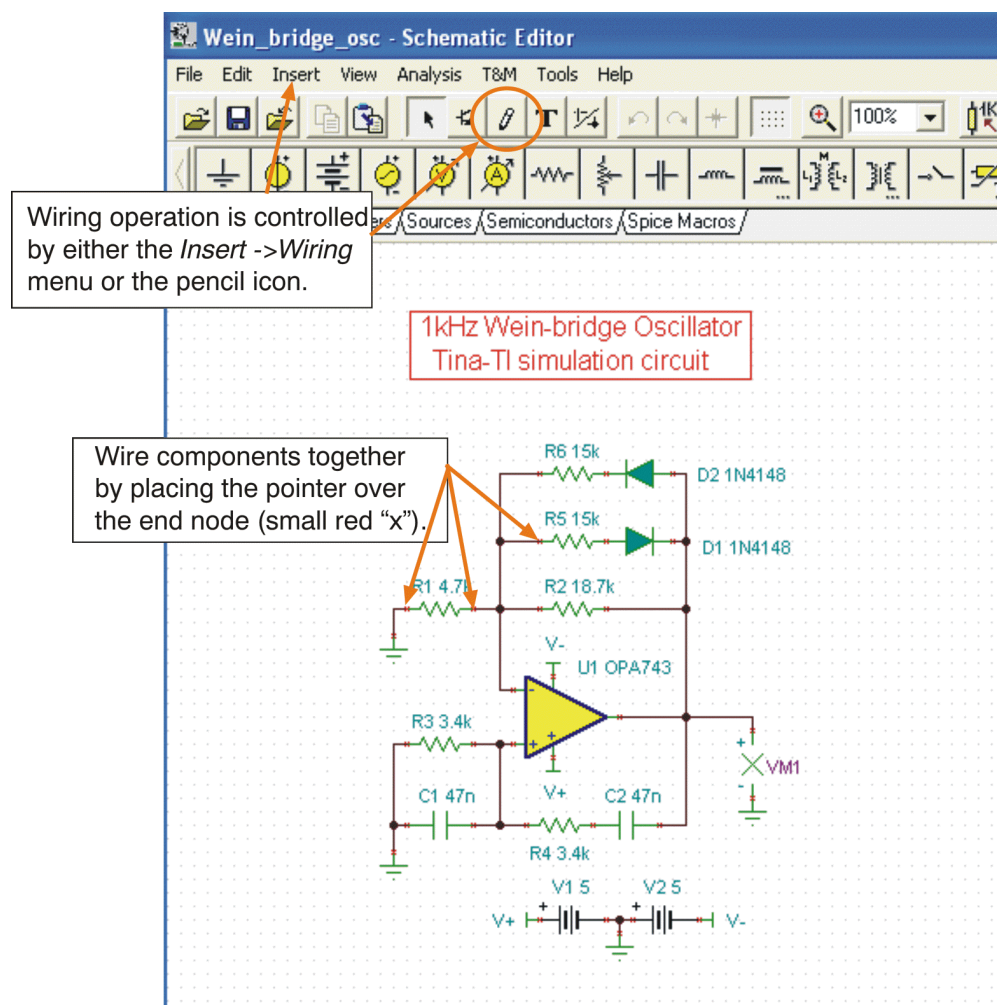 Wein_bridge_osc - Schematic Editor
File Edit Insert View Analysis T&M Tools Help
T
100%
1K
M
L1 L2
V
A
Wiring operation is controlled
by either the Insert ->Wiring
menu or the pencil icon.
Sources Semiconductors Spice Macros
1kHz Wein-bridge Oscillator
Tina-TI simulation circuit
Wire components together
by placing the pointer over
the end node (small red “x”).
R6 15k
D2 1N4148
R5 15k
D1 1N4148
R1 4.7k
R2 18.7k
V-
U1 OPA743
-
R3 3.4k
+ +
+
VM1
-
C1 47n
V+
C2 47n
R4 3.4k
V1 5
V2 5
V+ + + V-